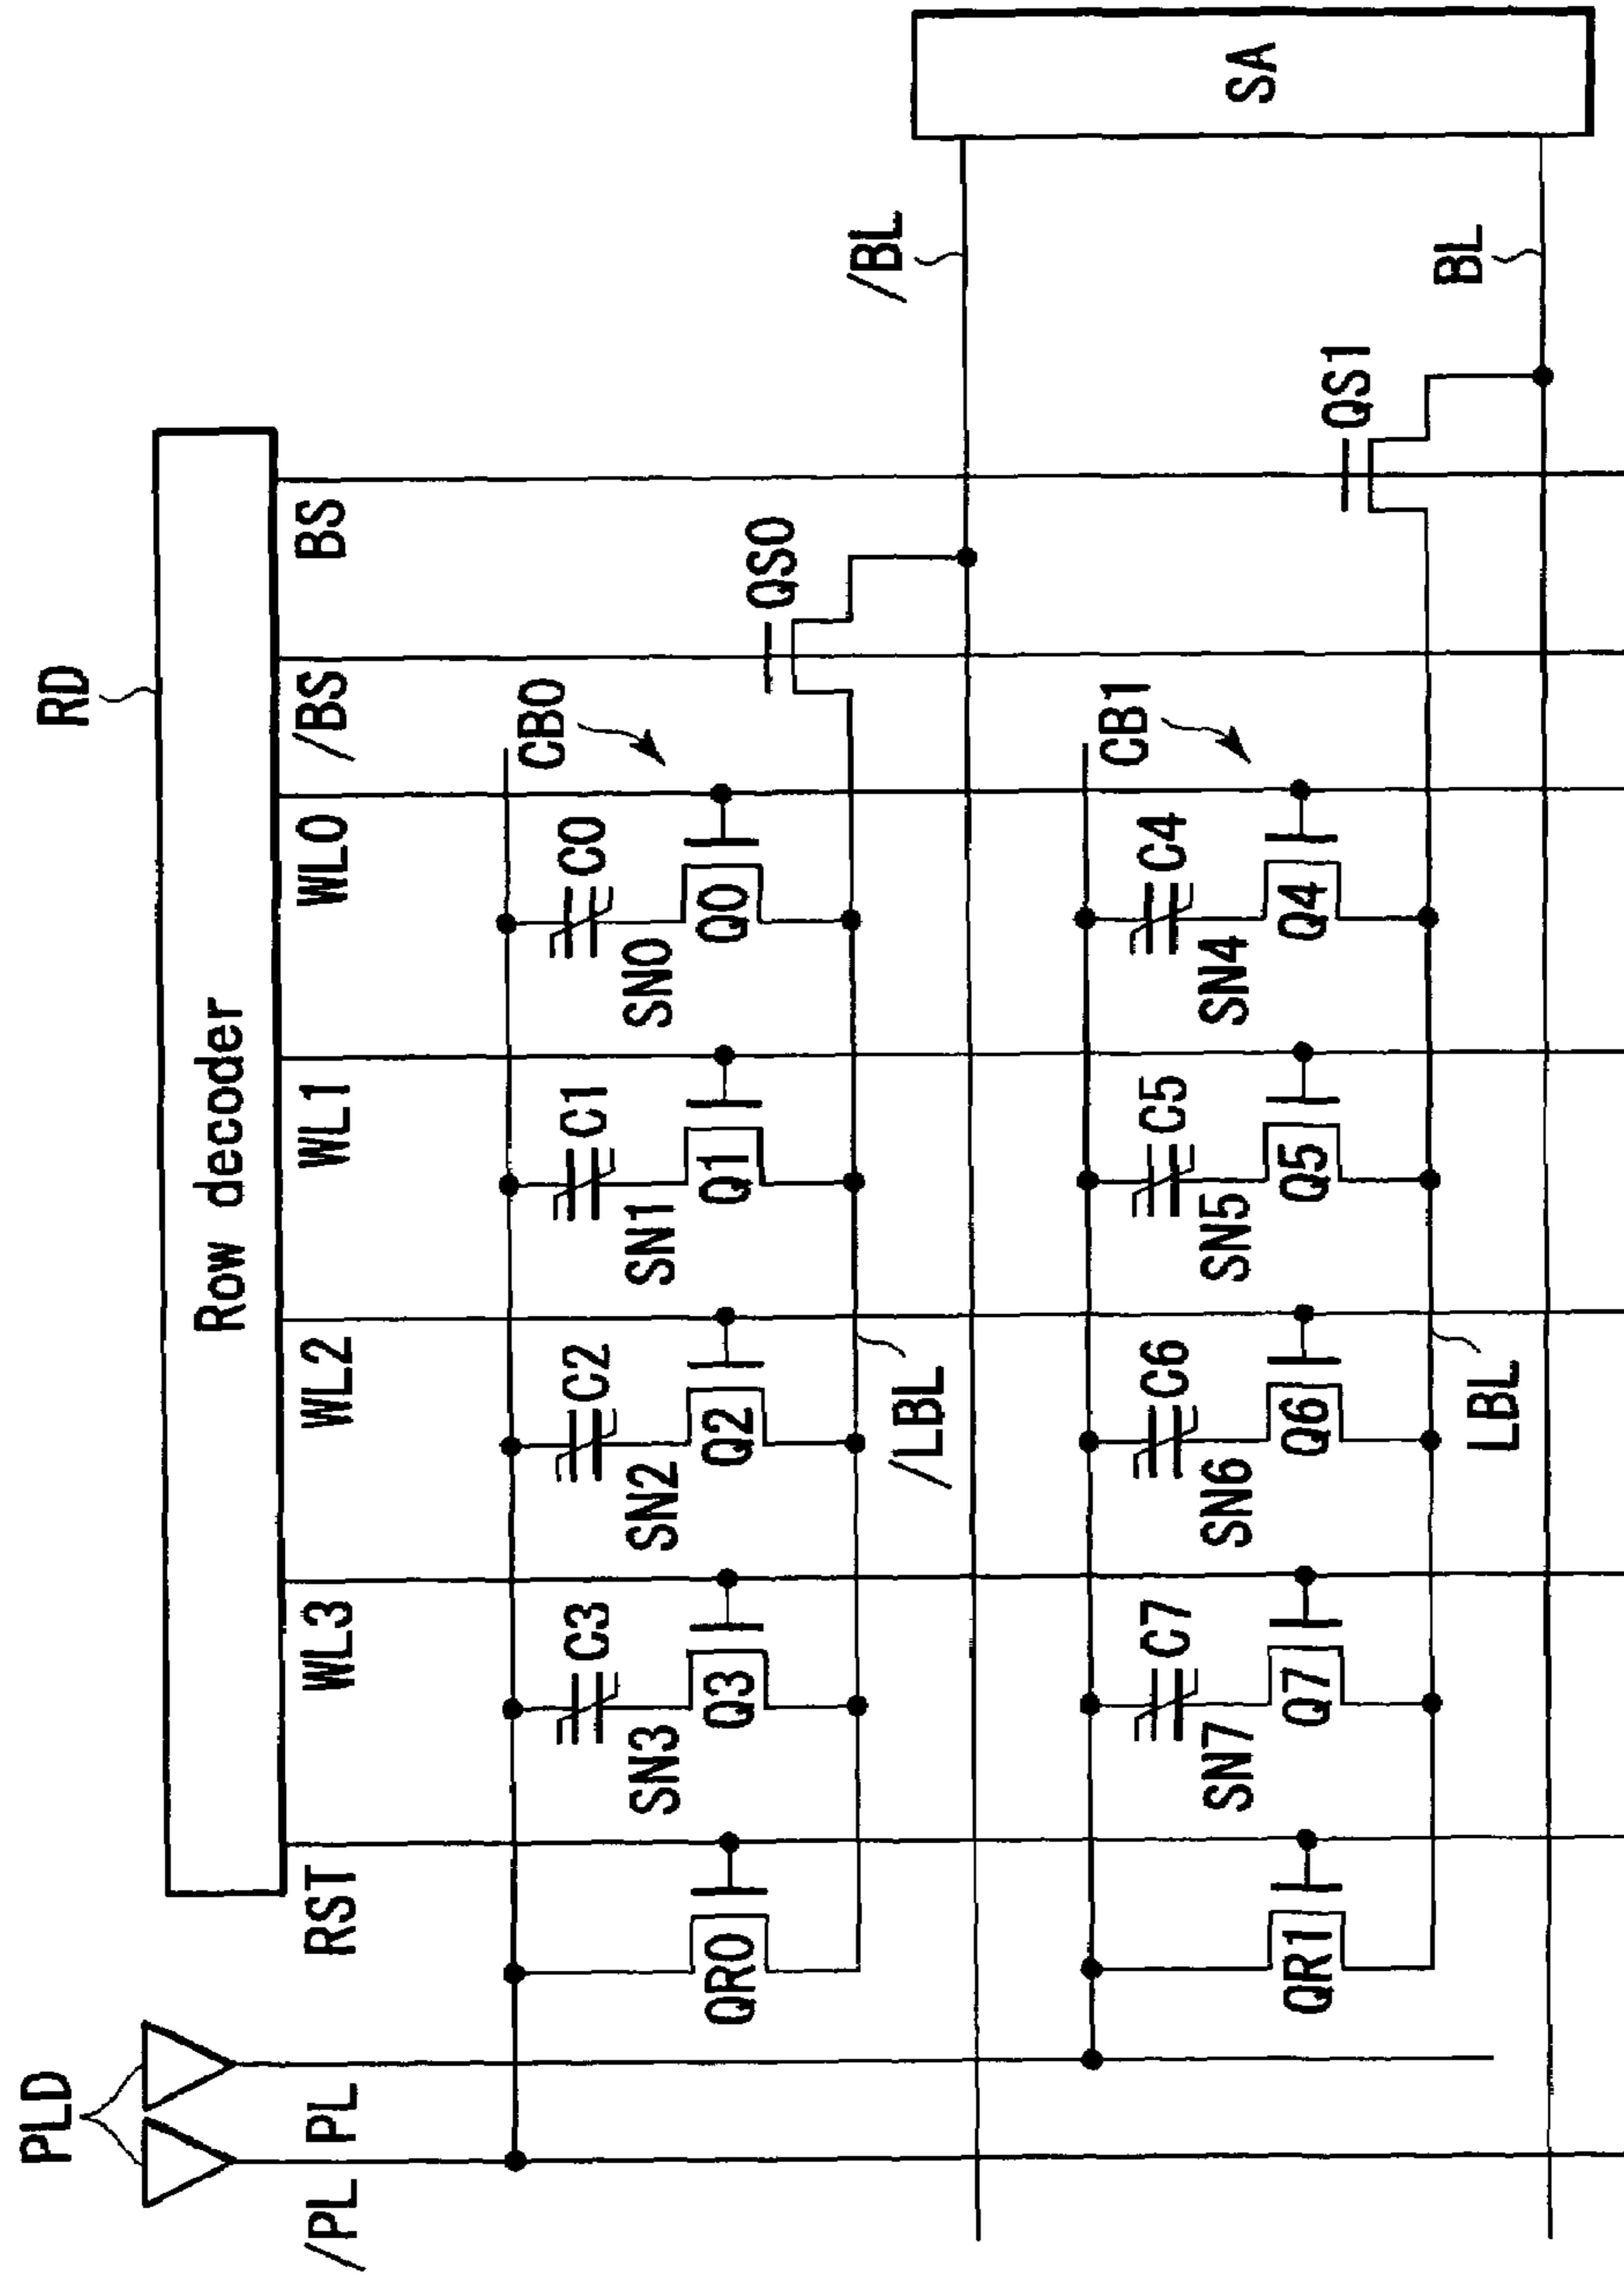 PLD
RD
Row decoder
/PL PL RST WL3 WL2 WL1 WL0 /BS BS
CB0
C3 C2 C1 C0
SN3 SN2 SN1 SN0
QR0 Q3 Q2 Q1 Q0
QS0
/BL
/LBL
CB1
C7 C6 C5 C4
SN7 SN6 SN5 SN4
SA
QR1 Q7 Q6 Q5 Q4
QS1
BL
LBL